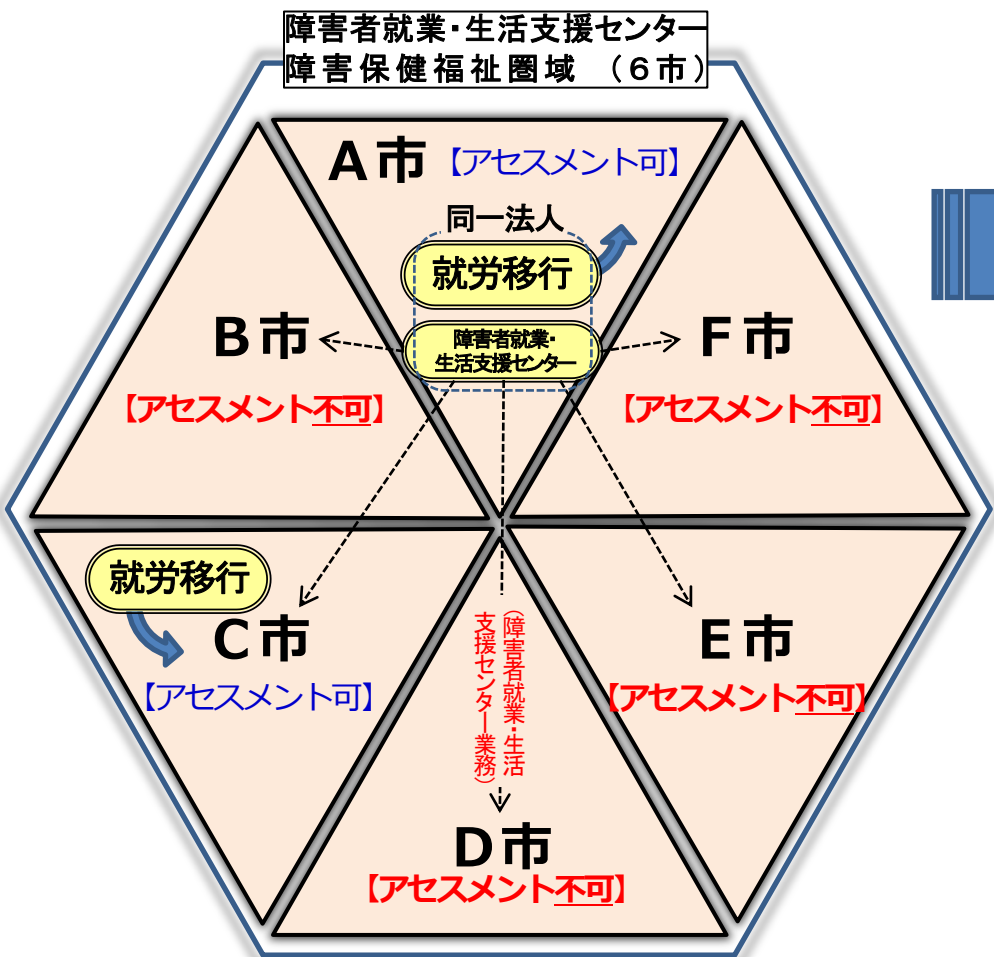 障害者就業・生活支援センター
障害保健福祉圏域 （６市）
A市【アセスメント可】
同一法人
就労移行
障害者就業・
生活支援センター
B市
【アセスメント不可】
F市
【アセスメント不可】
就労移行
C市
【アセスメント可】
（障害者就業・生活
支援センター業務）
E市
【アセスメント不可】
D市
【アセスメント不可】